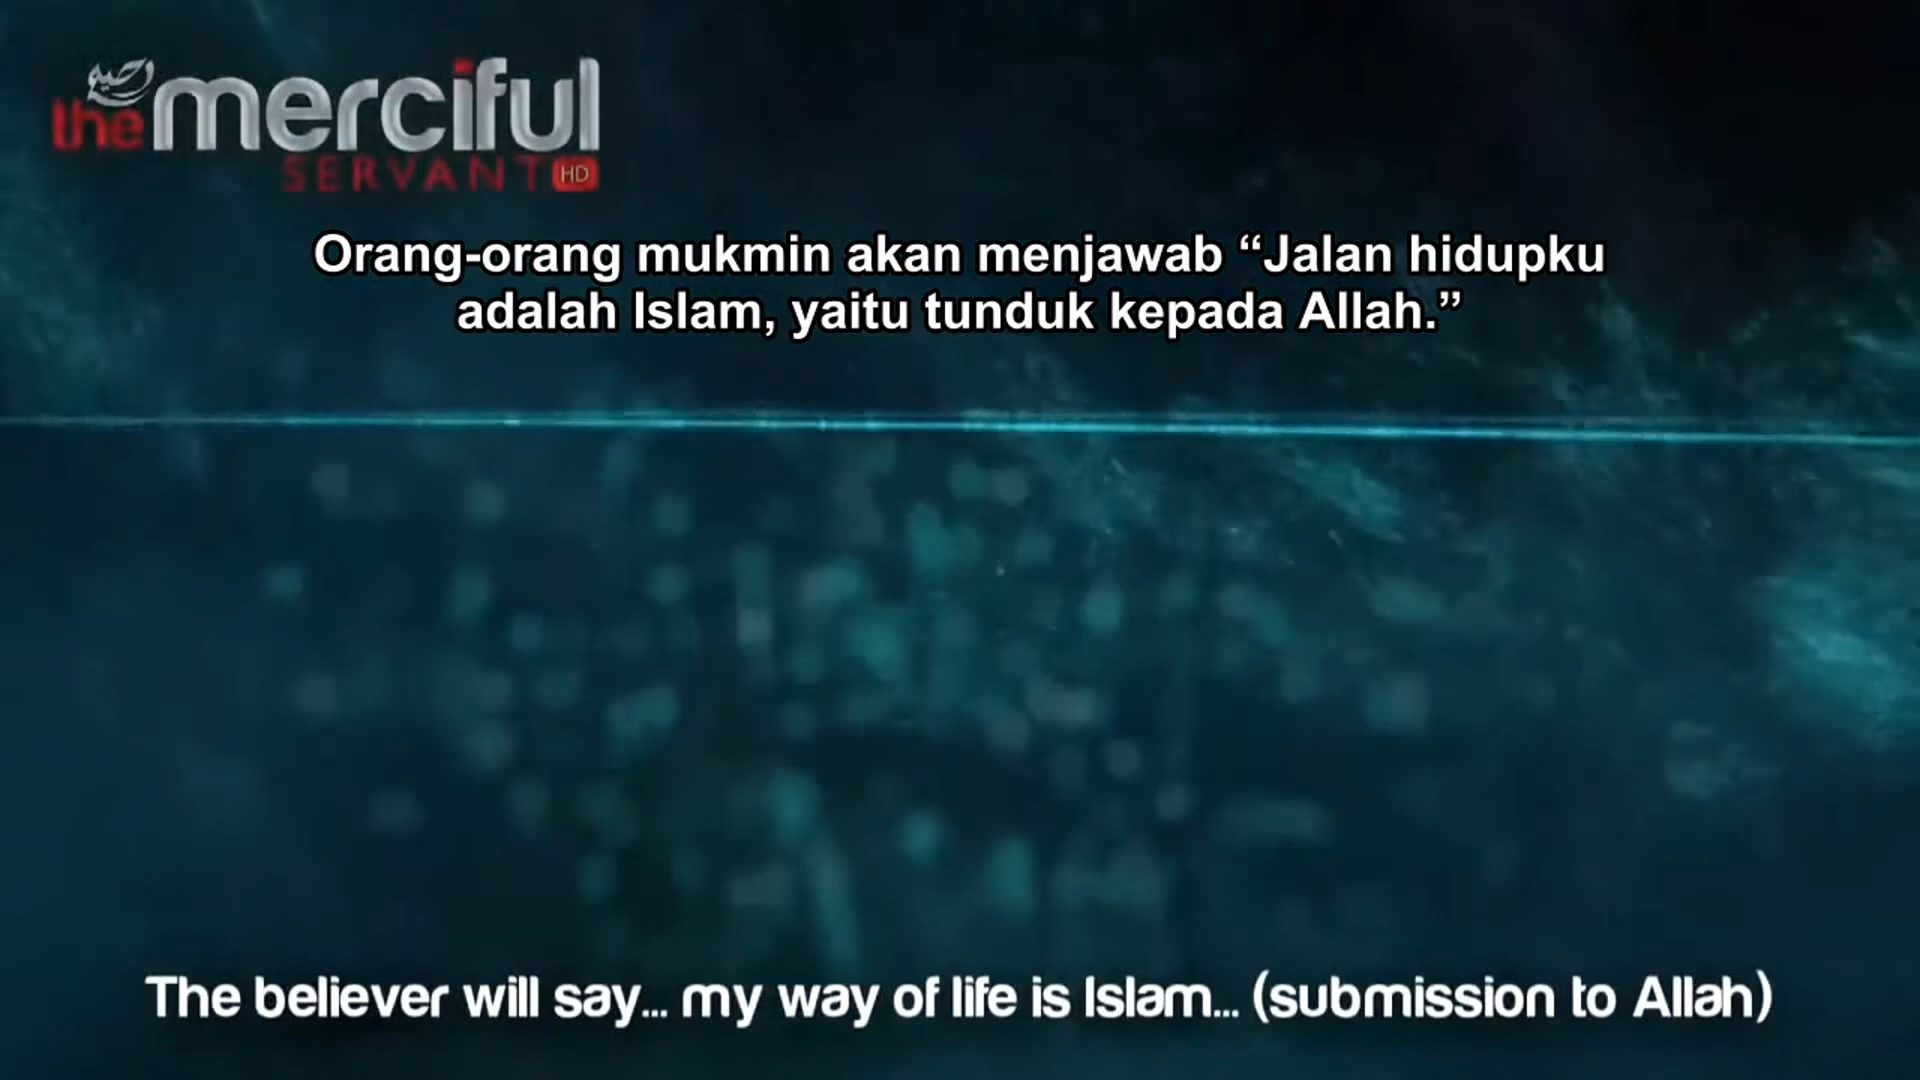 the merciful
SERVANT HD
Orang-orang mukmin akan menjawab “Jalan hidupku
adalah Islam, yaitu tunduk kepada Allah.”
The believer will say... my way of life is Islam... (submission to Allah)